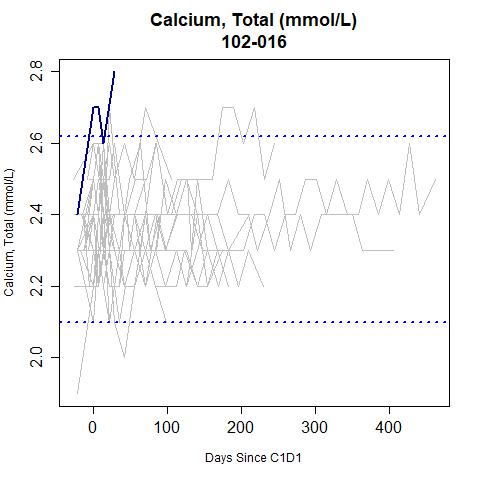 Calcium, Total (mmol/L)
102-016
Calcium, Total (mmol/L)
2.8
2.6
2.4
2.2
2.0
0 100 200 300 400
Days Since C1D1